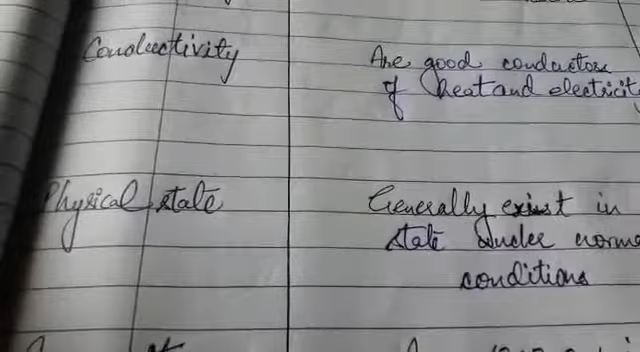 Conductivity
Are good conductors
of heat and electricit
Physical state
Generally exist in
state under norma
conditions